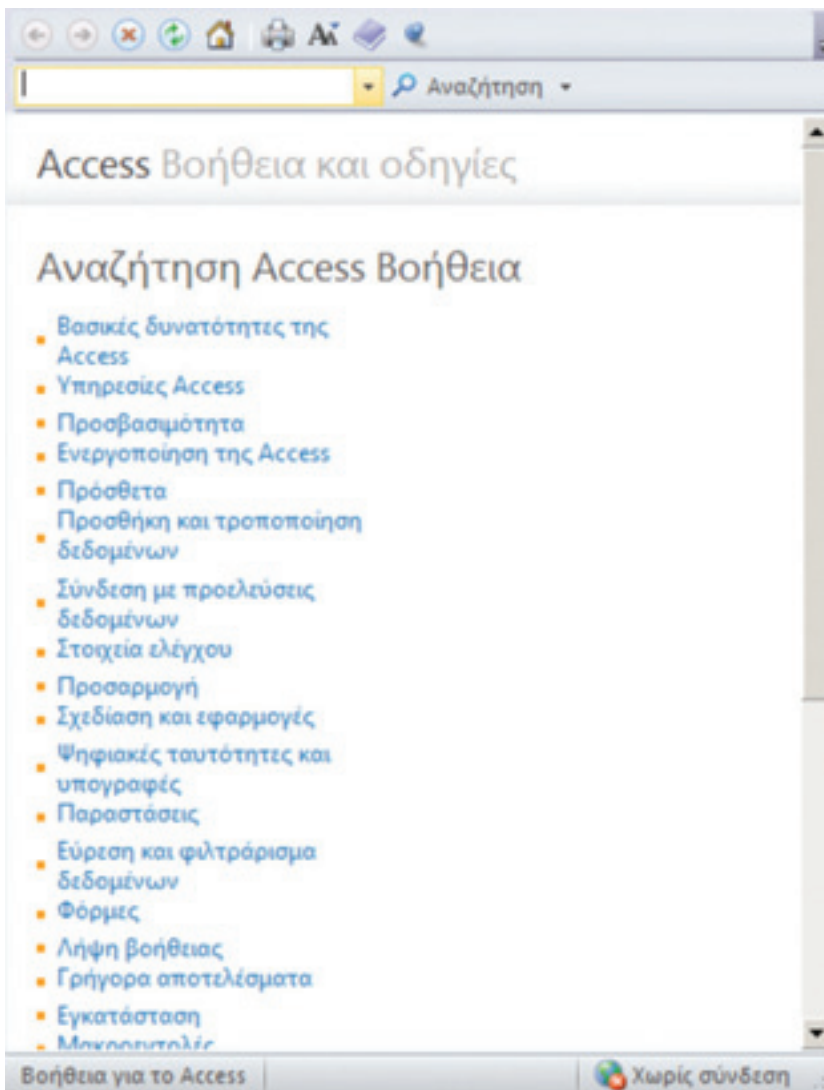 Αναζήτηση
Access Βοήθεια και οδηγίες
Αναζήτηση Access Βοήθεια
Βασικές δυνατότητες της
Access
Υπηρεσίες Access
Προσβασιμότητα
Ενεργοποίηση της Access
Πρόσθετα
Προσθήκη και τροποποίηση
δεδομένων
Σύνδεση με προελεύσεις
δεδομένων
Στοιχεία ελέγχου
Προσαρμογή
Σχεδίαση και εφαρμογές
Ψηφιακές ταυτότητες και
υπογραφές
Παραστάσεις
Εύρεση και φιλτράρισμα
δεδομένων
Φόρμες
Λήψη βοήθειας
Γρήγορα αποτελέσματα
Εγκατάσταση
Μακροεντολές
Βοήθεια για το Access
Χωρίς σύνδεση